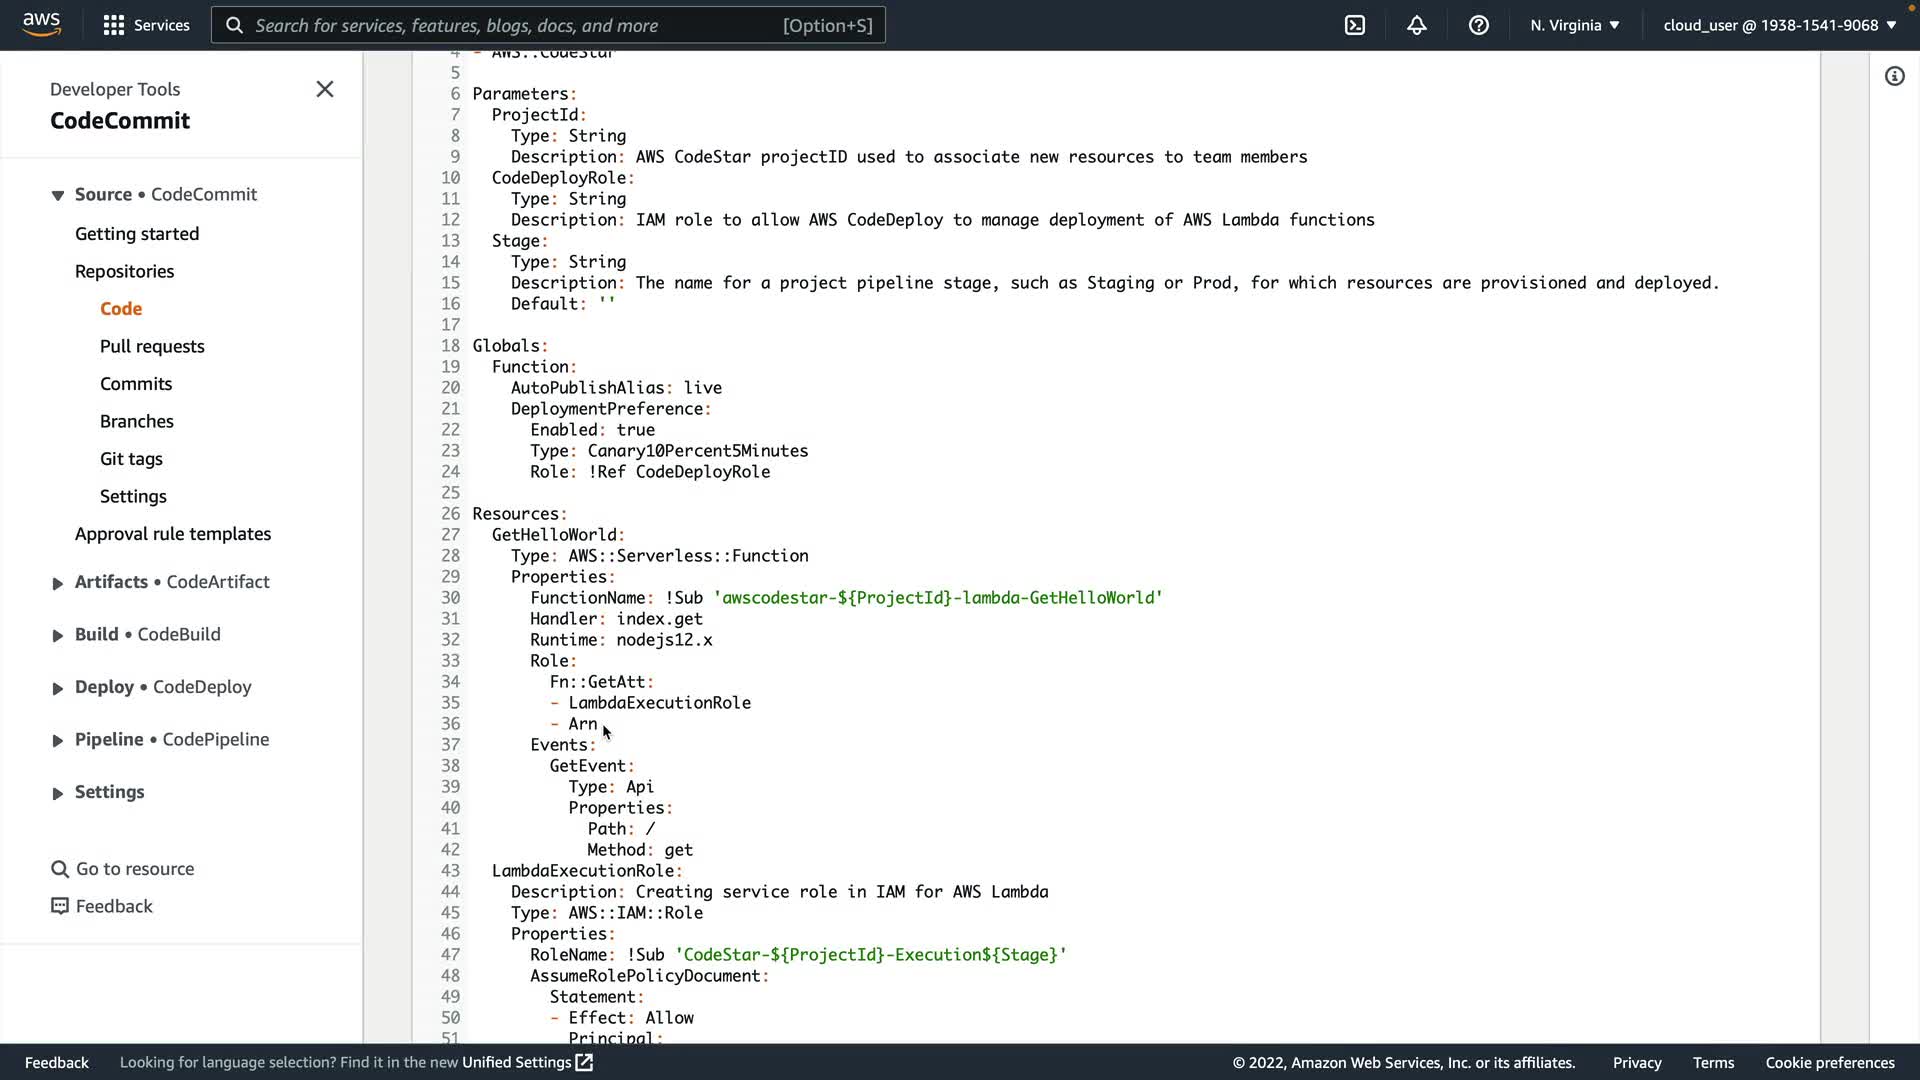 aws
Services
Search for services, features, blogs, docs, and more
[Option+S]
N. Virginia ▼
cloud_user @ 1938-1541-9068 ▼
Developer Tools
CodeCommit
Source • CodeCommit
Getting started
Repositories
Code
Pull requests
Commits
Branches
Git tags
Settings
Approval rule templates
Artifacts • CodeArtifact
Build • CodeBuild
Deploy • CodeDeploy
Pipeline • CodePipeline
Settings
Go to resource
Feedback
4 - AWS::CodeStar
5
6 Parameters:
7   ProjectId:
8     Type: String
9     Description: AWS CodeStar projectID used to associate new resources to team members
10   CodeDeployRole:
11     Type: String
12     Description: IAM role to allow AWS CodeDeploy to manage deployment of AWS Lambda functions
13   Stage:
14     Type: String
15     Description: The name for a project pipeline stage, such as Staging or Prod, for which resources are provisioned and deployed.
16     Default: ''
17
18 Globals:
19   Function:
20     AutoPublishAlias: live
21     DeploymentPreference:
22       Enabled: true
23       Type: Canary10Percent5Minutes
24       Role: !Ref CodeDeployRole
25
26 Resources:
27   GetHelloWorld:
28     Type: AWS::Serverless::Function
29     Properties:
30       FunctionName: !Sub 'awscodestar-${ProjectId}-lambda-GetHelloWorld'
31       Handler: index.get
32       Runtime: nodejs12.x
33       Role:
34         Fn::GetAtt:
35         - LambdaExecutionRole
36         - Arn
37       Events:
38         GetEvent:
39           Type: Api
40           Properties:
41             Path: /
42             Method: get
43   LambdaExecutionRole:
44     Description: Creating service role in IAM for AWS Lambda
45     Type: AWS::IAM::Role
46     Properties:
47       RoleName: !Sub 'CodeStar-${ProjectId}-Execution${Stage}'
48       AssumeRolePolicyDocument:
49         Statement:
50         - Effect: Allow
51           Principal:
Feedback
Looking for language selection? Find it in the new Unified Settings
© 2022, Amazon Web Services, Inc. or its affiliates.
Privacy
Terms
Cookie preferences